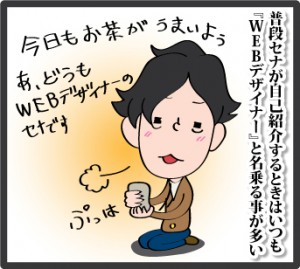 普段セナが自己紹介するときはいつも
『WEBデザイナー』と名乗る事が多い
今日もお茶がうまいよう
あ、どうも
WEBデザイナーの
セナです
ぷっは